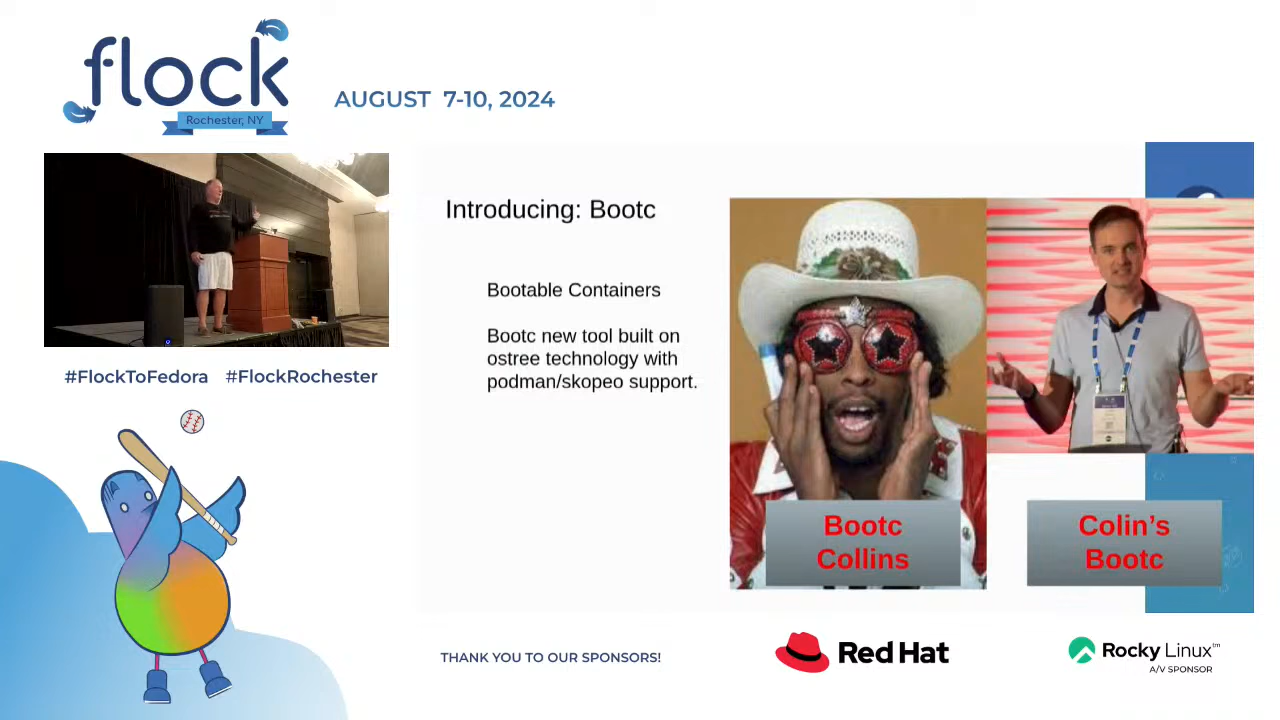 flock
Rochester, NY
AUGUST 7-10, 2024
#FlockToFedora #FlockRochester
Introducing: Bootc
Bootable Containers
Bootc new tool built on
ostree technology with
podman/skopeo support.
Bootc
Collins
Colin's
Bootc
THANK YOU TO OUR SPONSORS!
Red Hat
Rocky Linux™
A/V SPONSOR